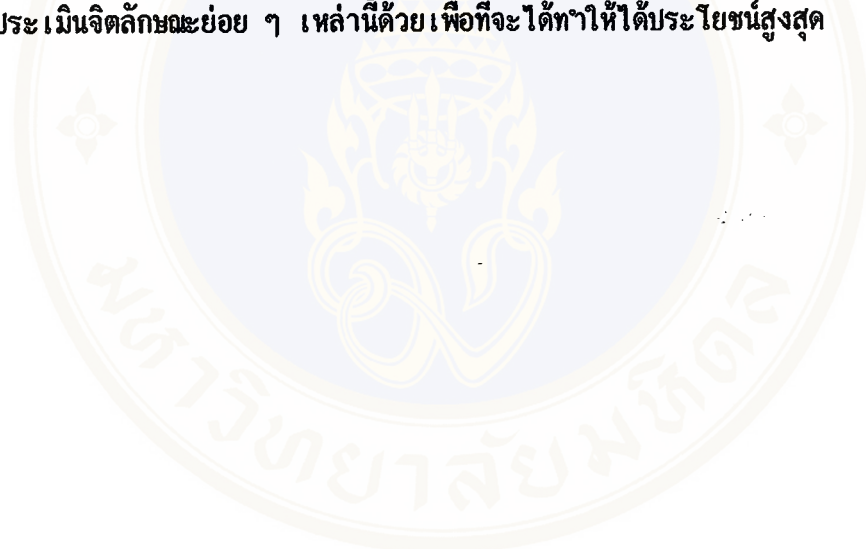 ประเมินจิตลักษณะย่อย ๆ เหล่านี้ด้วยเพื่อที่จะได้ทำให้ได้ประโยชน์สูงสุด
มหาวิทยาลัยมหิดล